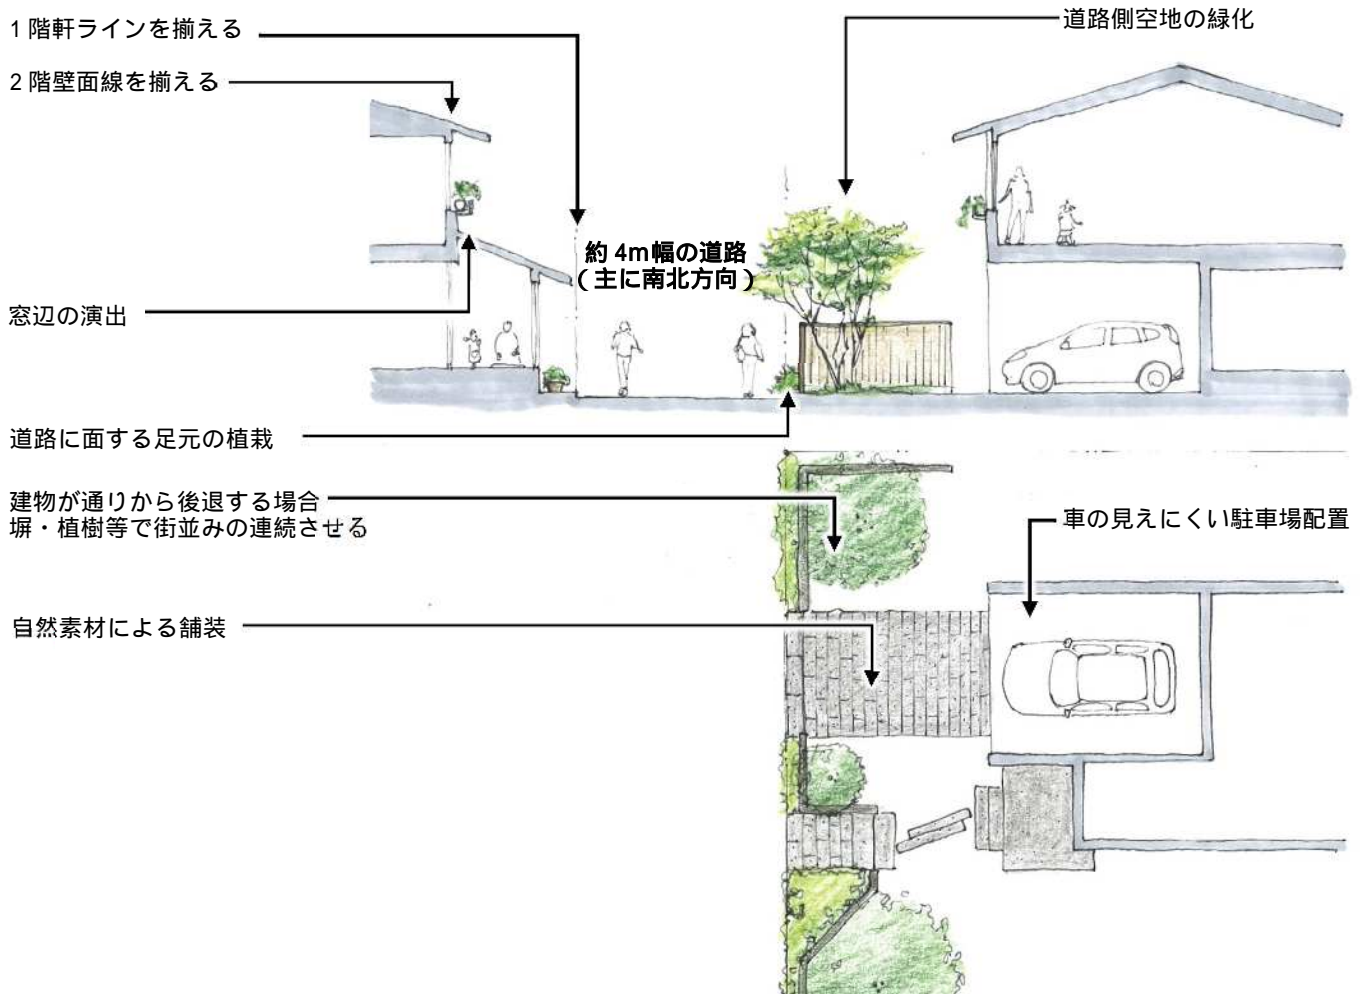 1階軒ラインを揃える
道路側空地の緑化
2階壁面線を揃える
約4m幅の道路
(主に南北方向)
窓辺の演出
道路に面する足元の植栽
建物が通りから後退する場合
塀・植樹等で街並みの連続させる
車の見えにくい駐車場配置
自然素材による舗装